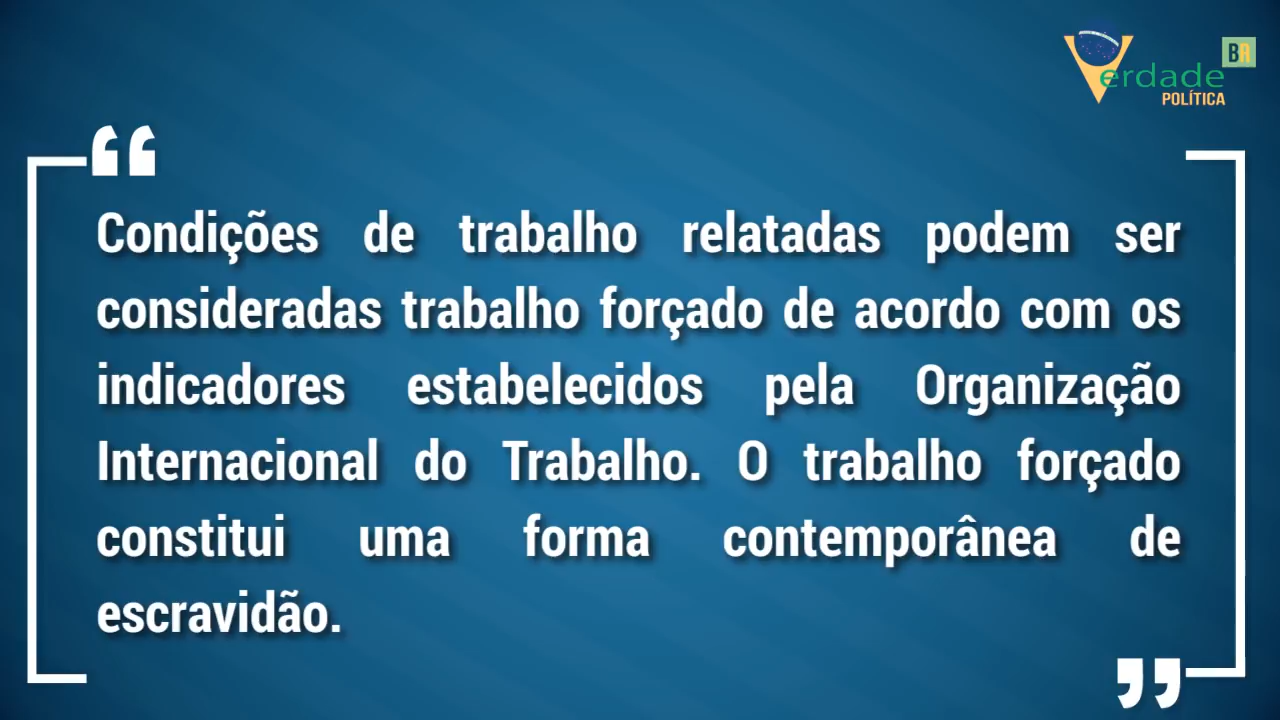 BR
Verdade
POLÍTICA
“
Condições de trabalho relatadas podem ser
consideradas trabalho forçado de acordo com os
indicadores estabelecidos pela Organização
Internacional do Trabalho. O trabalho forçado
constitui uma forma contemporânea de
escravidão.
”